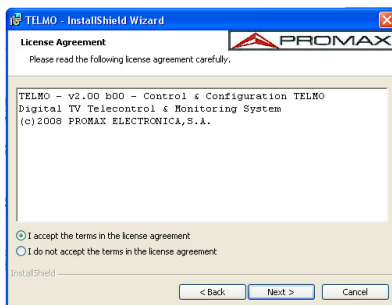 TELMO - InstallShield Wizard
License Agreement
PROMAX
Please read the following license agreement carefully.
TELMO - v2.00 b00 - Control & Configuration TELMO
Digital TV Telecontrol & Monitoring System
(c)2008 PROMAX ELECTRONICA,S.A.
I accept the terms in the license agreement
I do not accept the terms in the license agreement
InstallShield
< Back
Next >
Cancel